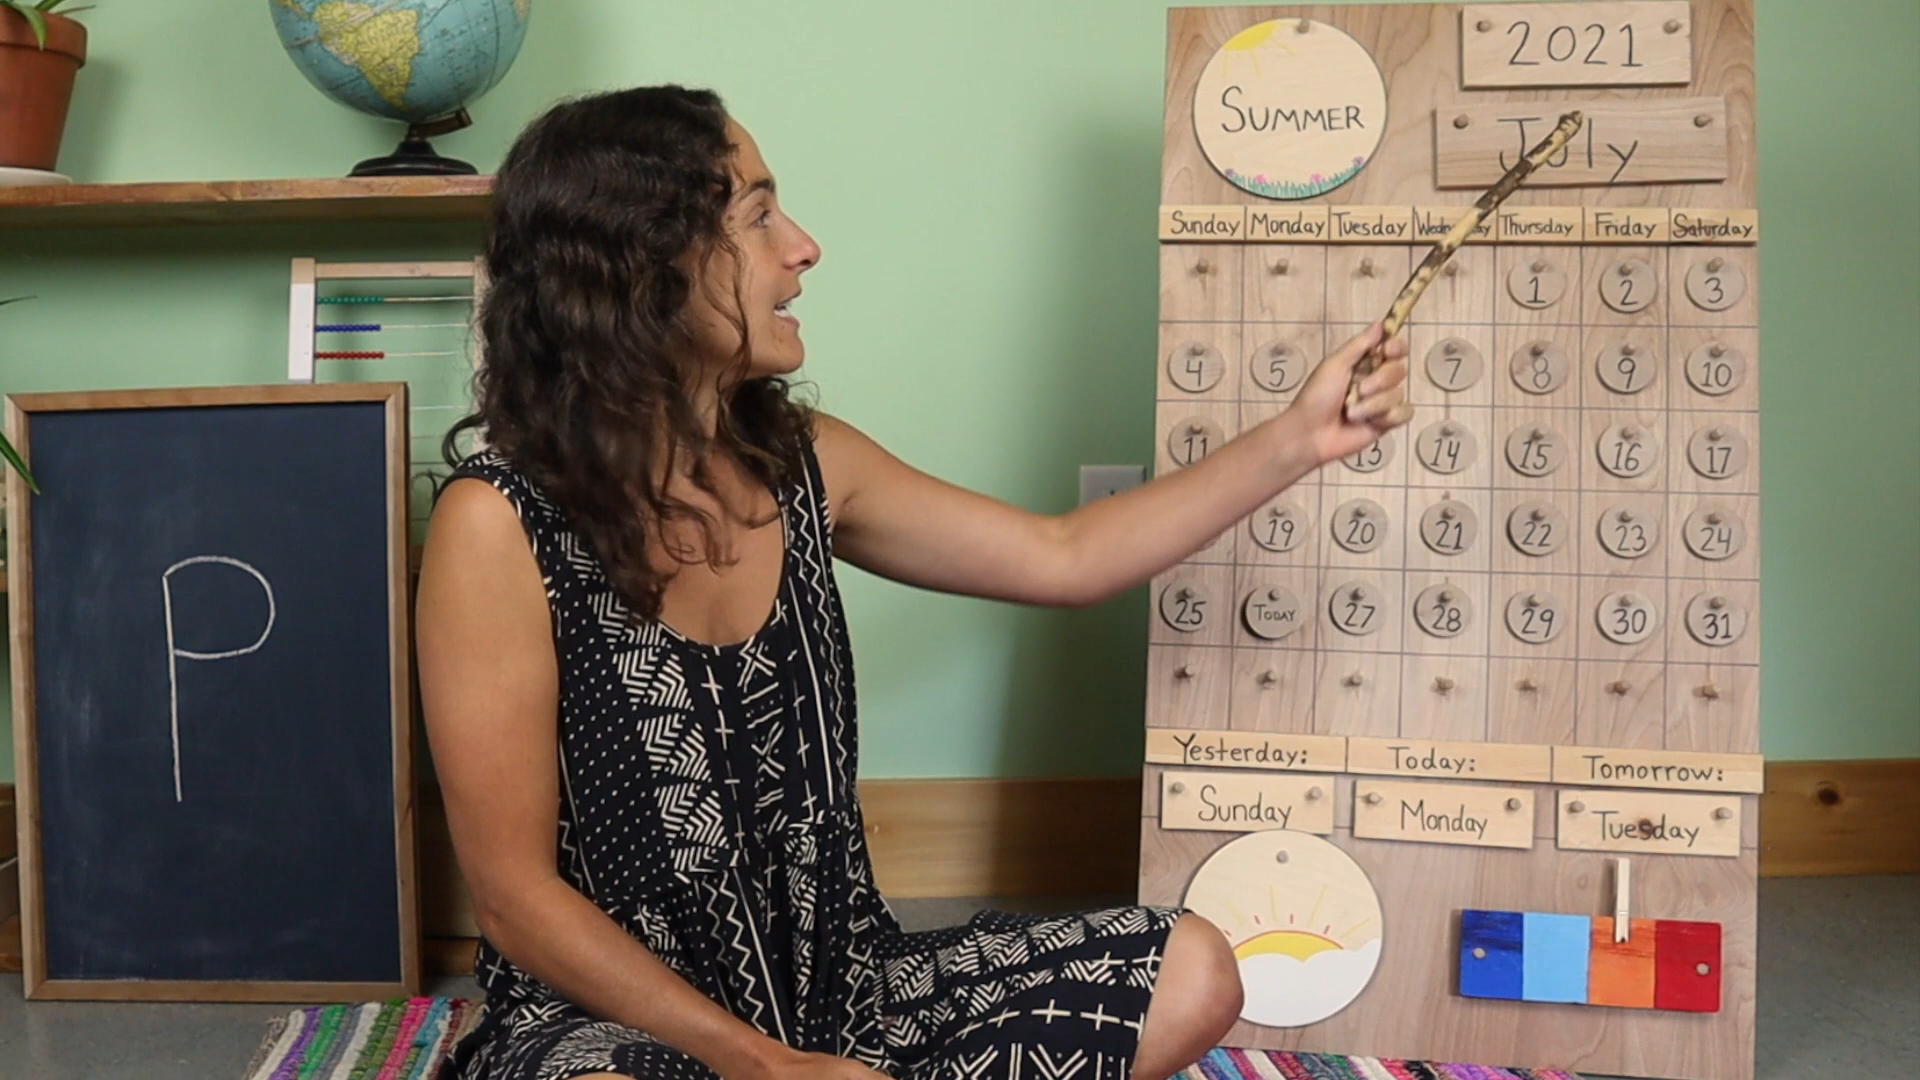 P
SUMMER
2021
July
Sunday Monday Tuesday Wednesday Thursday Friday Saturday
1 2 3
4 5 7 8 9 10
11 13 14 15 16 17
19 20 21 22 23 24
25 TODAY 27 28 29 30 31
Yesterday: Today: Tomorrow:
Sunday Monday Tuesday